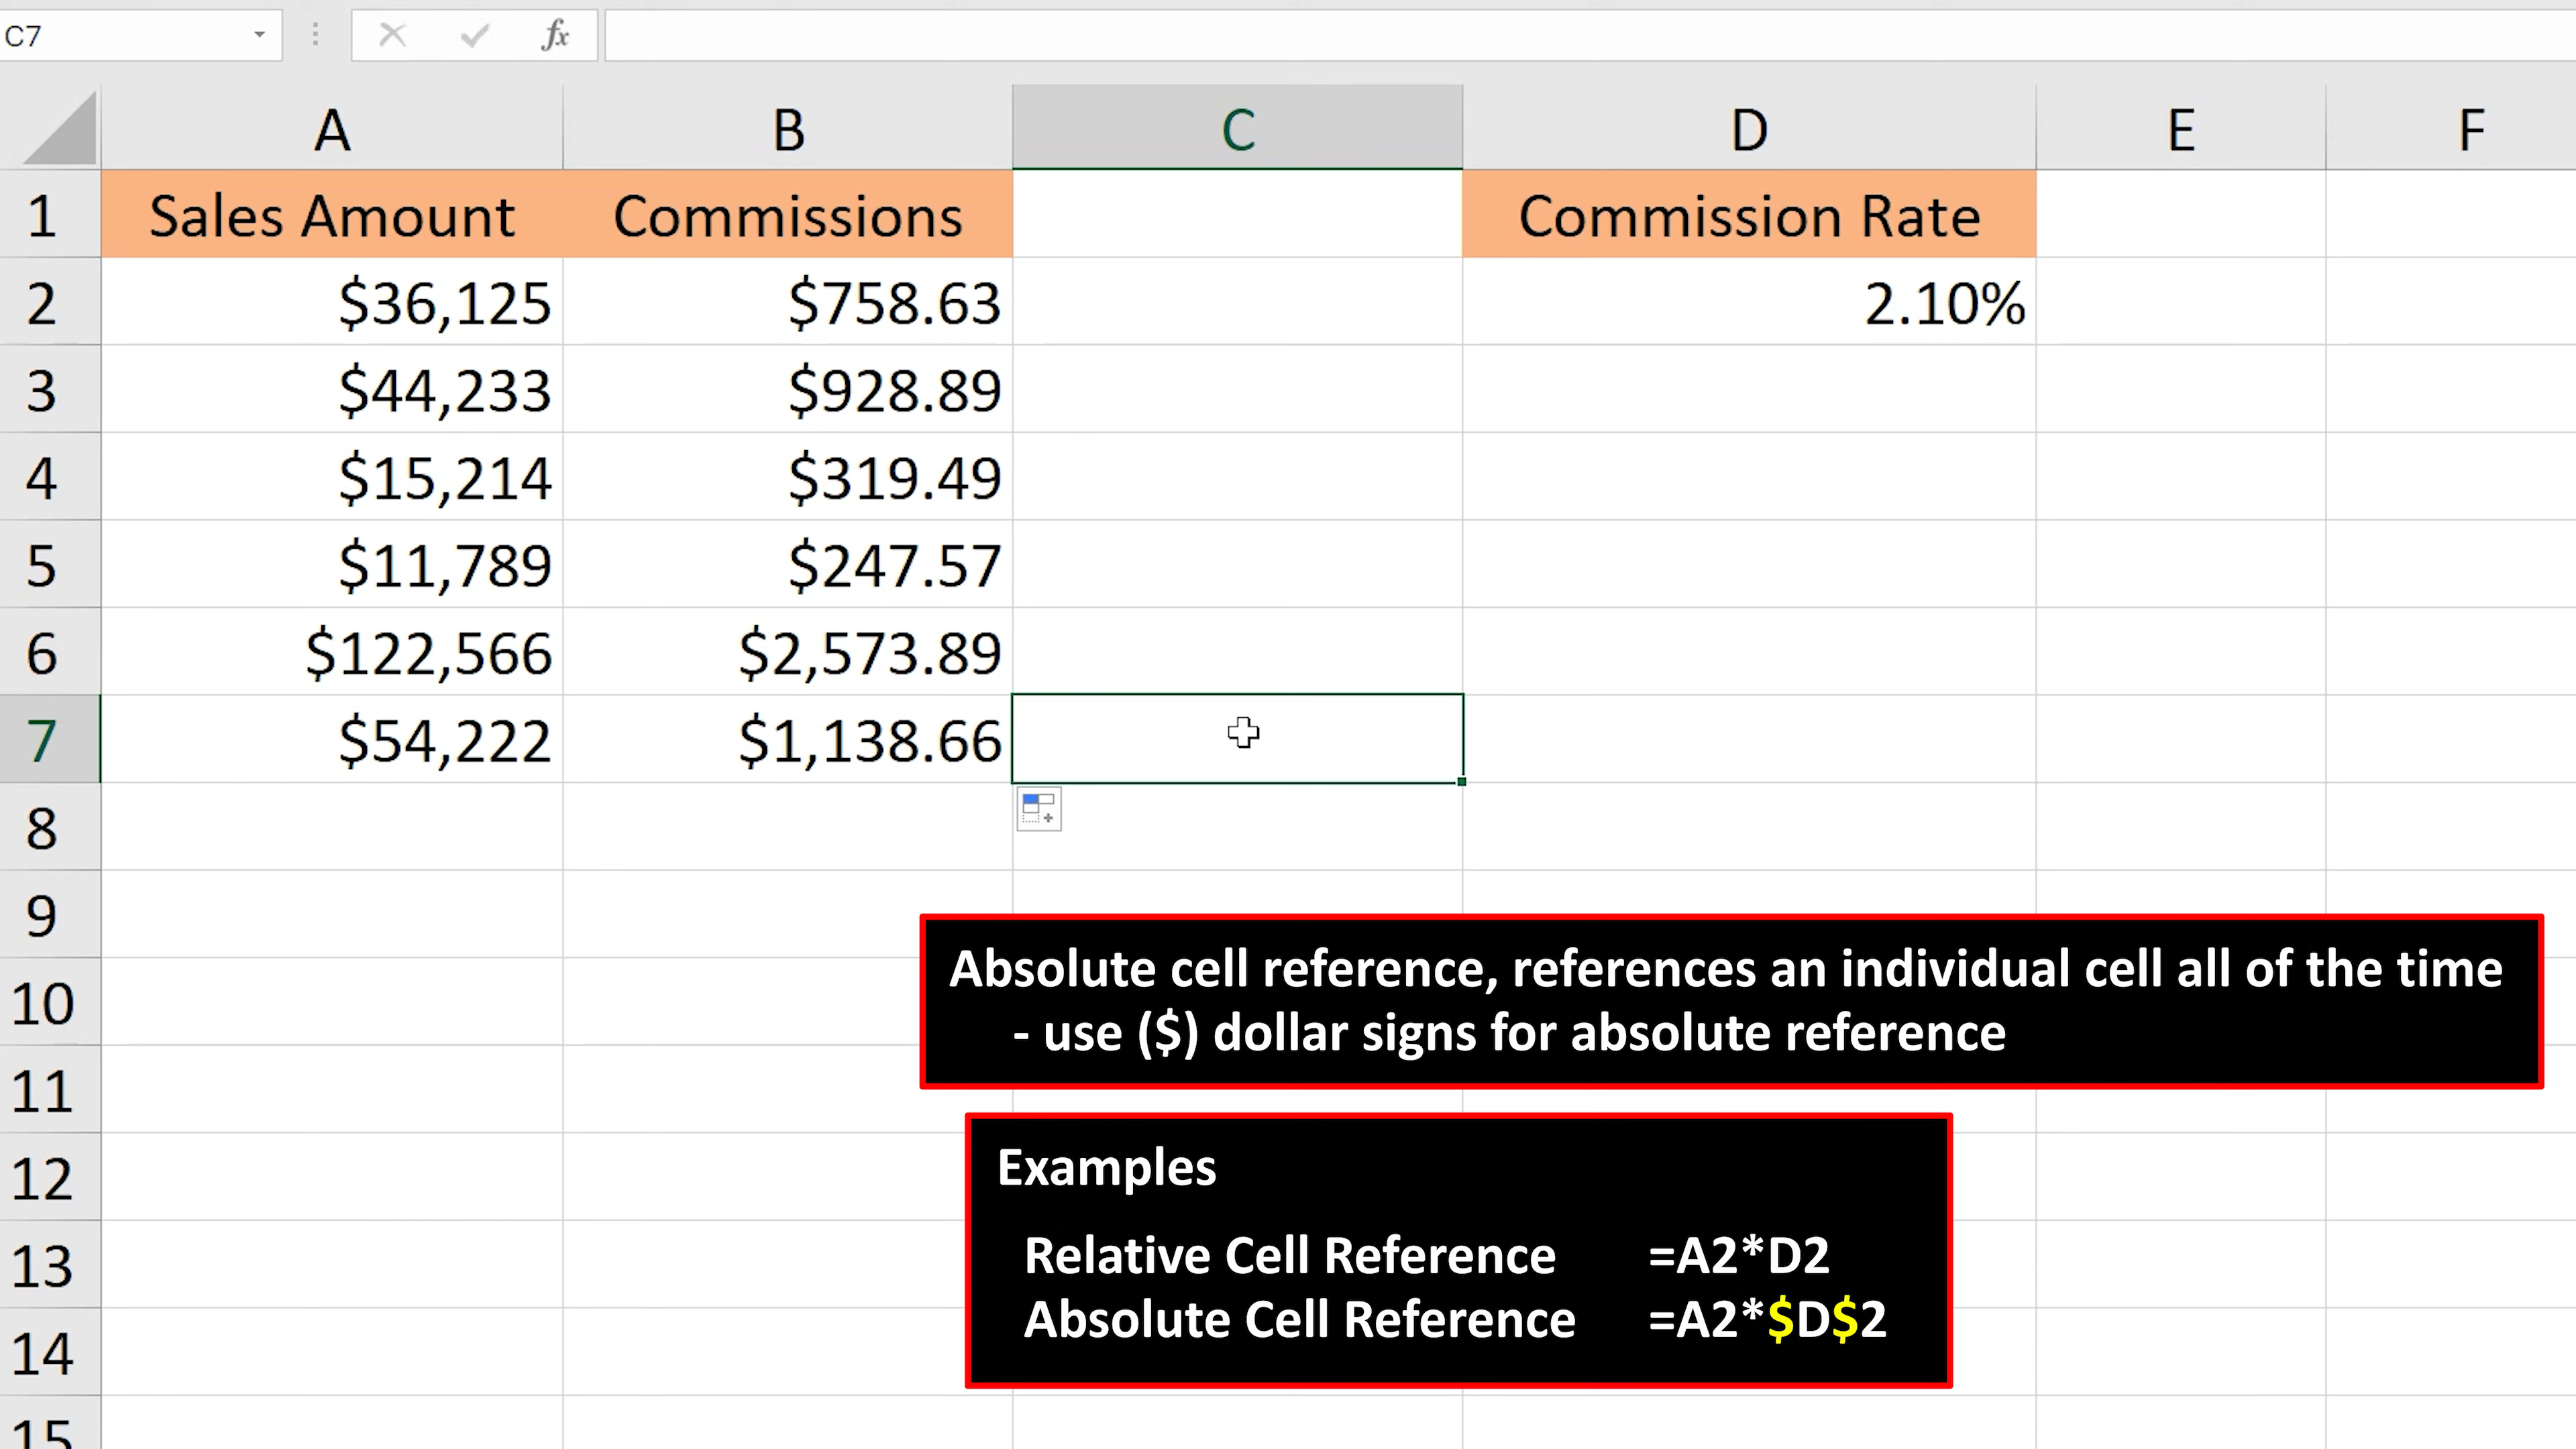 C7 fx
A B C D E F
1 Sales Amount Commissions Commission Rate
2 $36,125 $758.63 2.10%
3 $44,233 $928.89
4 $15,214 $319.49
5 $11,789 $247.57
6 $122,566 $2,573.89
7 $54,222 $1,138.66
8
9
Absolute cell reference, references an individual cell all of the time
10
- use ($) dollar signs for absolute reference
11
12
Examples
13
Relative Cell Reference =A2*D2
Absolute Cell Reference =A2*$D$2
14
15